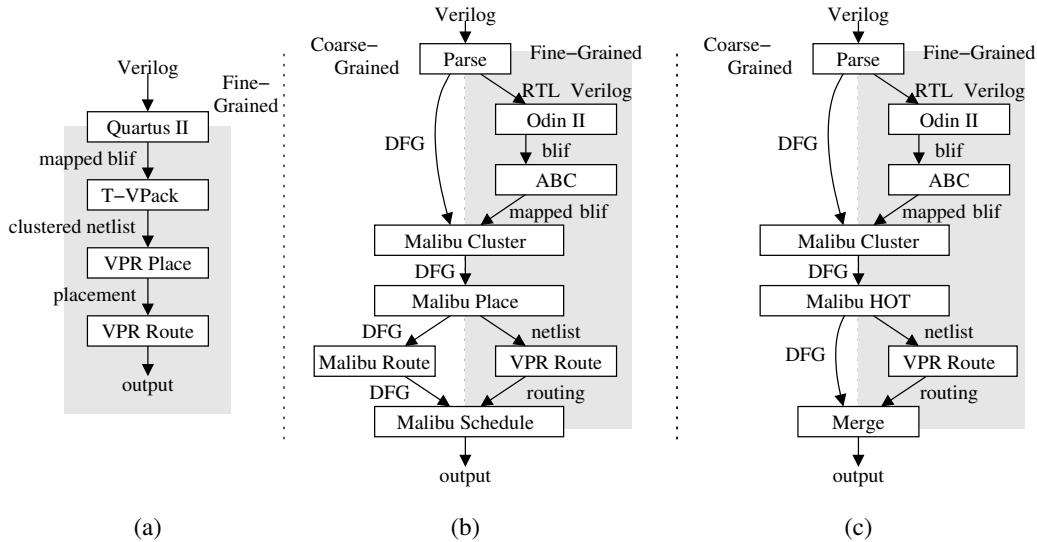 Verilog
Fine-
Grained
Quartus II
mapped blif
T-VPack
clustered netlist
VPR Place
placement
VPR Route
output
(a)
Verilog
Coarse-
Grained
Parse
Fine-Grained
RTL Verilog
Odin II
DFG
blif
ABC
mapped blif
Malibu Cluster
DFG
Malibu Place
DFG
netlist
Malibu Route
VPR Route
DFG
routing
Malibu Schedule
output
(b)
Verilog
Coarse-
Grained
Parse
Fine-Grained
RTL Verilog
Odin II
DFG
blif
ABC
mapped blif
Malibu Cluster
DFG
Malibu HOT
netlist
DFG
VPR Route
routing
Merge
output
(c)